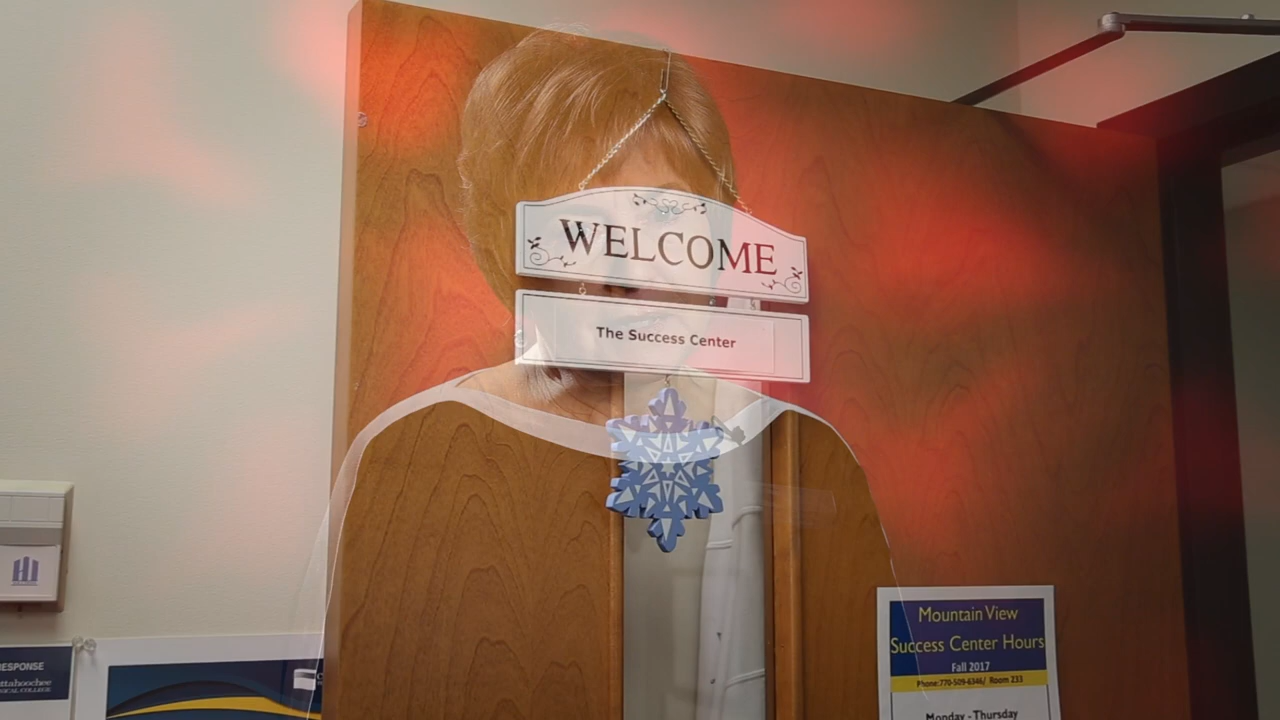 WELCOME
The Success Center
Mountain View
Success Center Hours
Fall 2017
Phone:770-509-6346/ Room 233
Monday - Thursday
RESPONSE